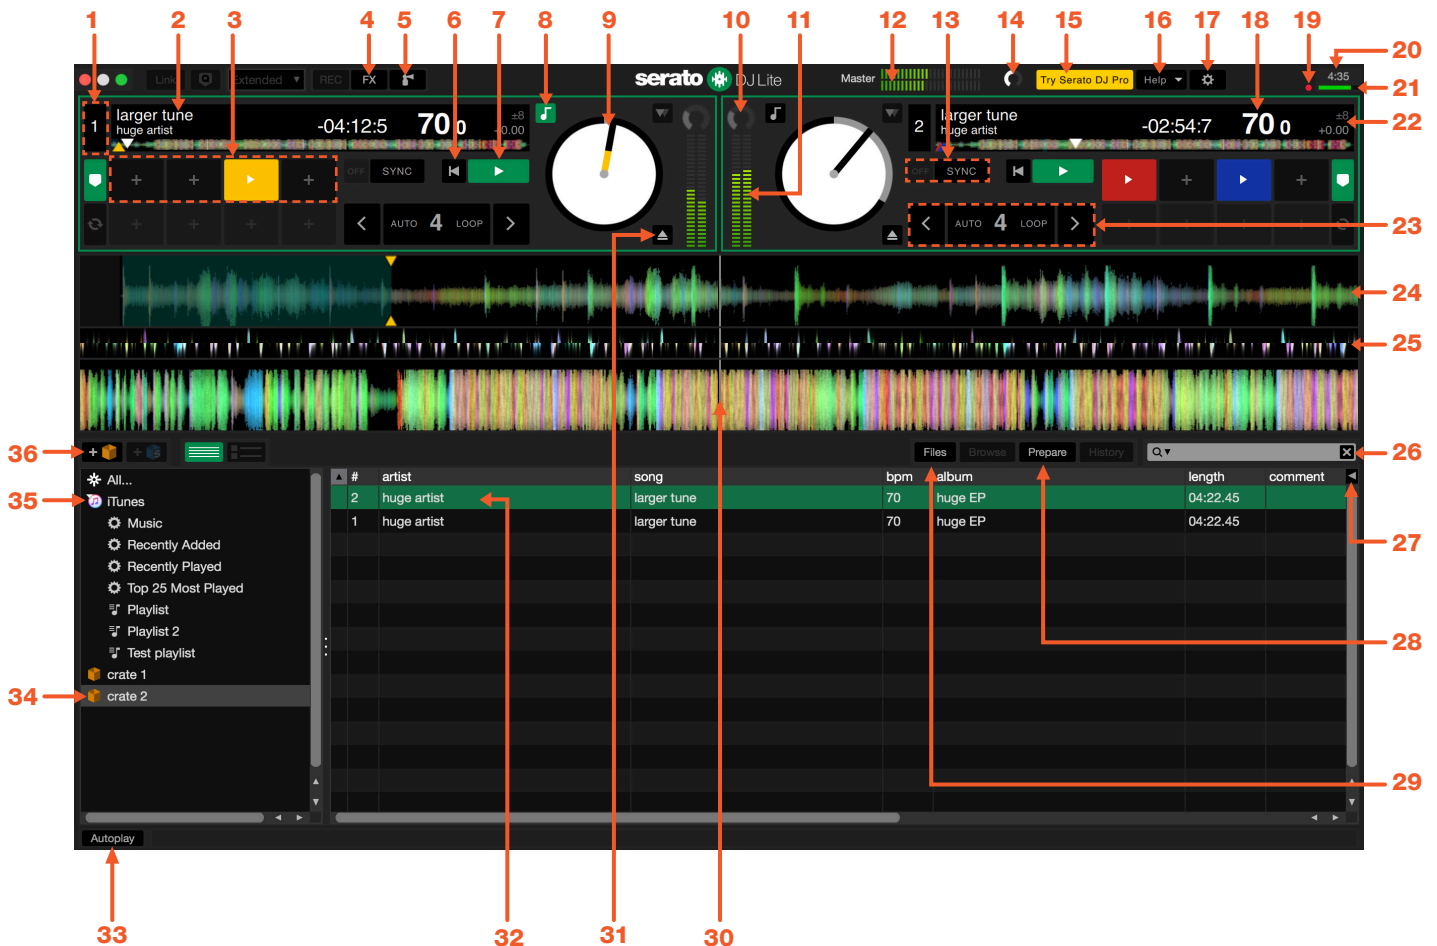 1 2 3 4 5 6 7 8 9 10 11 12 13 14 15 16 17 18 19
20
Link Extended REC FX serato DJ Lite Master Try Serato DJ Pro Help 4:35
21
1 larger tune -04:12:5 70 0 ±8
huge artist +0.00
2 larger tune -02:54:7 70 0 ±8
huge artist +0.00
22
OFF SYNC
OFF SYNC
AUTO 4 LOOP
AUTO 4 LOOP
23
24
25
36
Files Browse Prepare History
26
# artist song bpm album length comment
2 huge artist larger tune 70 huge EP 04:22.45
1 huge artist larger tune 70 huge EP 04:22.45
All...
35 iTunes
Music
Recently Added
Recently Played
Top 25 Most Played
Playlist
Playlist 2
Test playlist
crate 1
34 crate 2
27
28
29
Autoplay
33 32 31 30